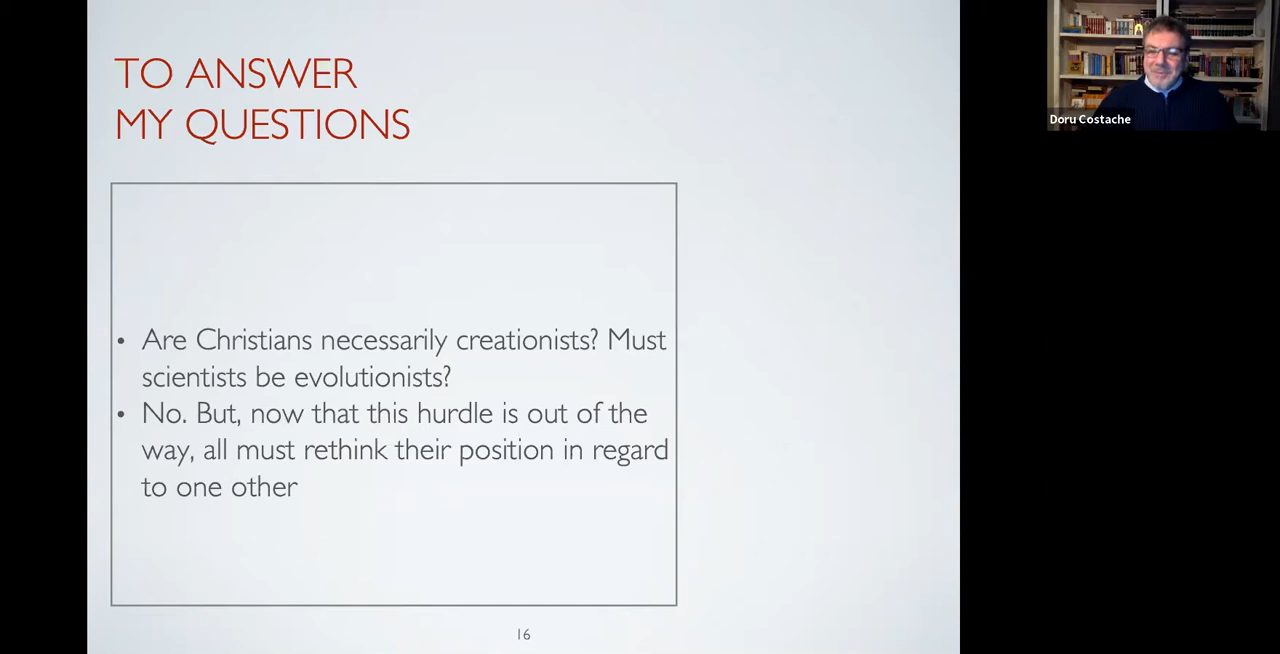 TO ANSWER
MY QUESTIONS
• Are Christians necessarily creationists? Must
scientists be evolutionists?
• No. But, now that this hurdle is out of the
way, all must rethink their position in regard
to one other
16
Doru Costache